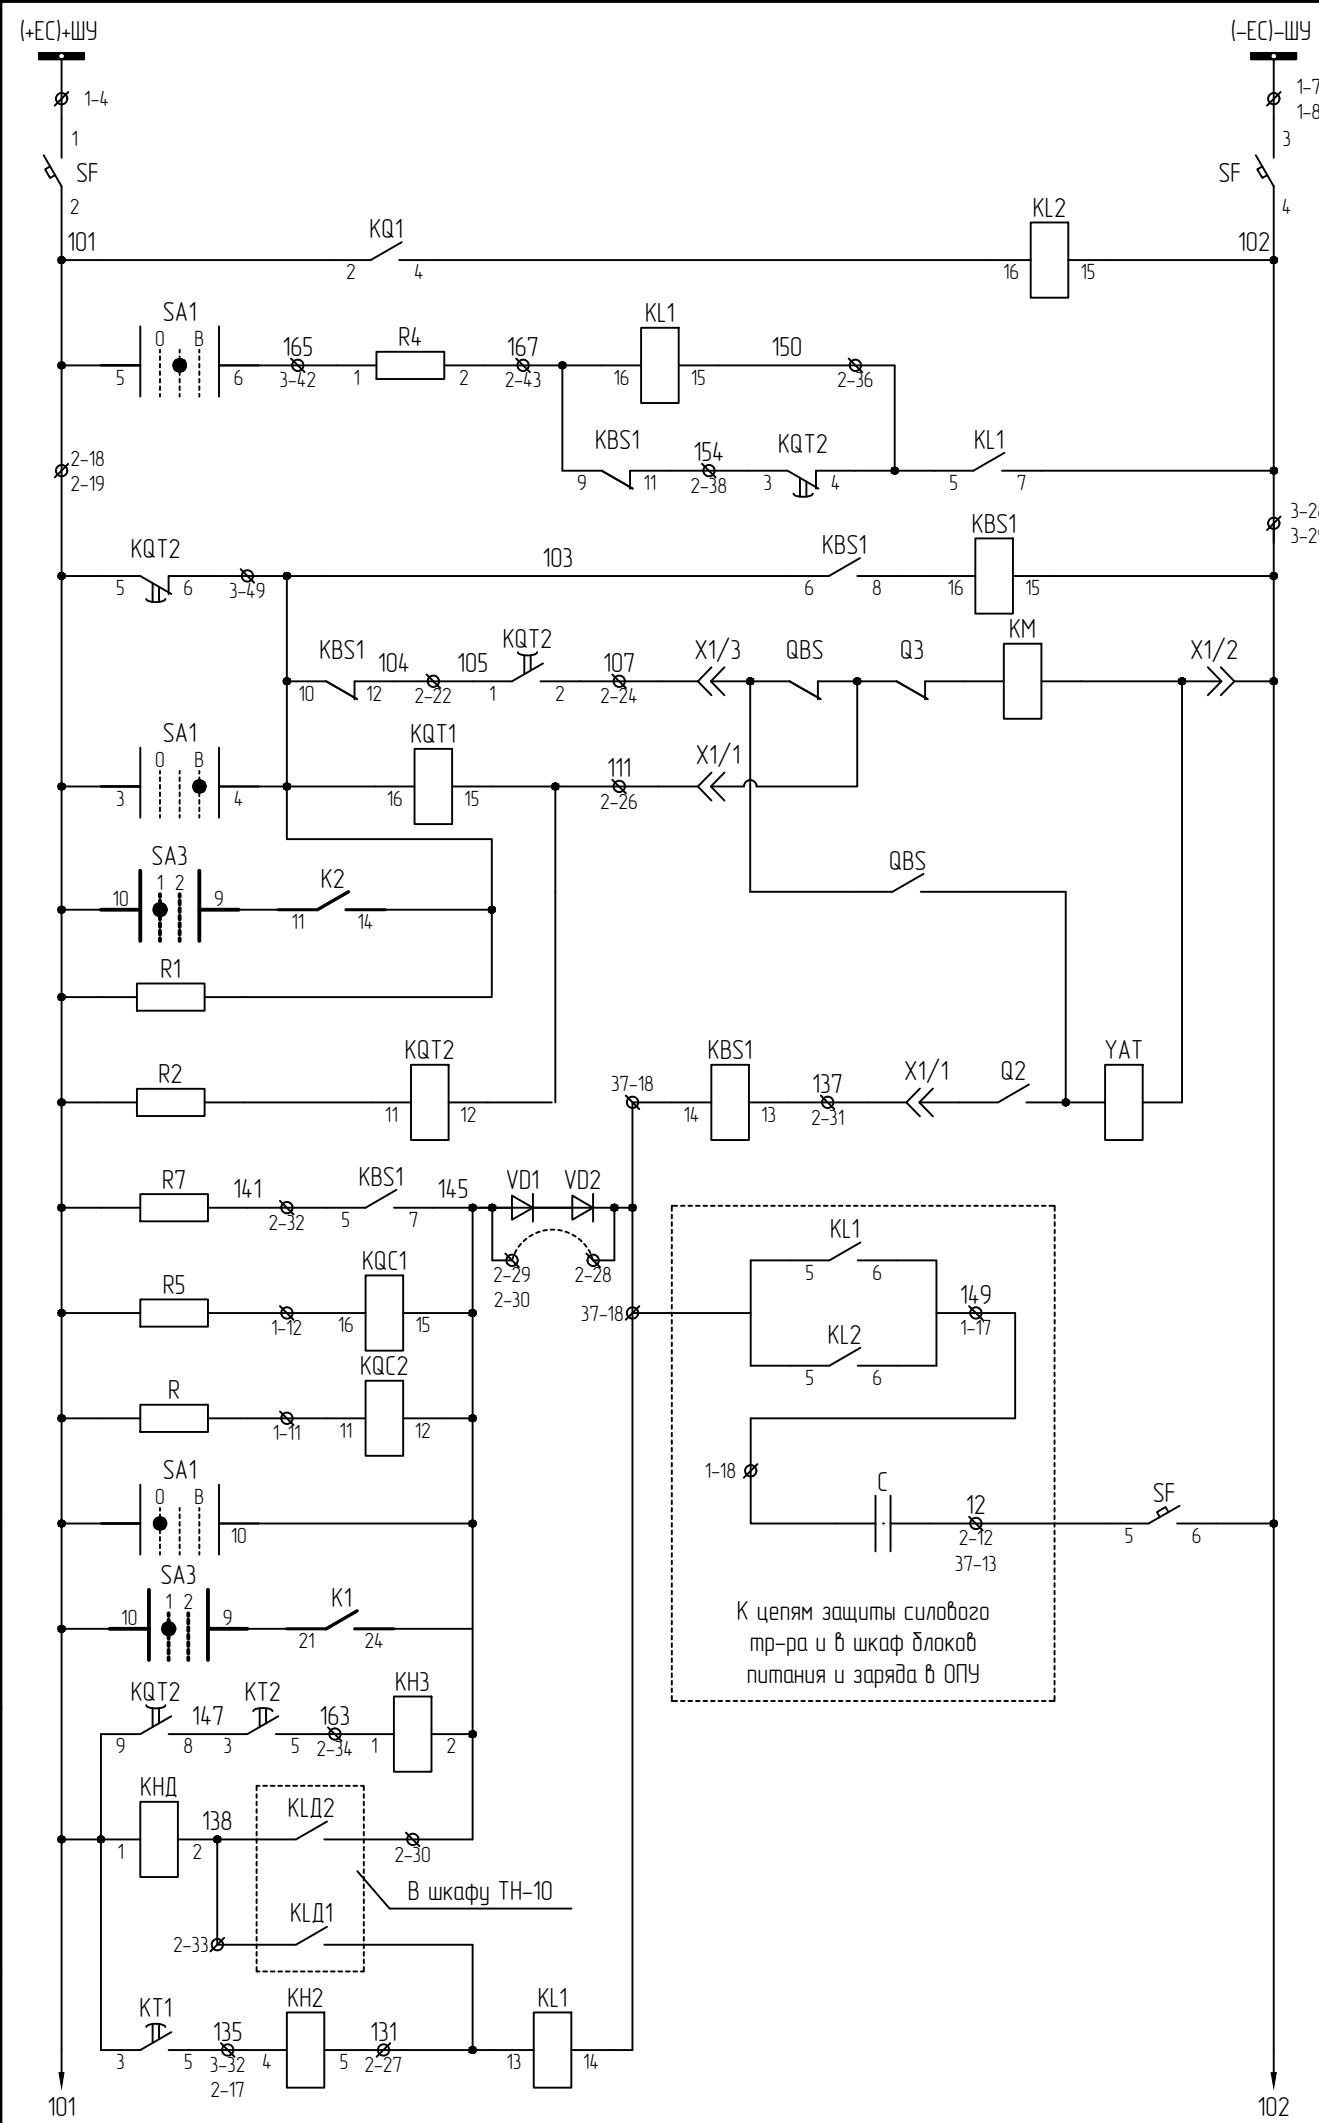 (+EC)+ШУ
(-EC)-ШУ
1-4
1-7
1-8
1
3
SF
SF
2
4
101
KQ1
KL2
102
2
4
16
15
SA1
O
B
5
6
165
3-42
R4
1
2
167
2-43
KL1
16
15
150
2-36
2-18
2-19
KBS1
9
11
154
2-38
KQT2
3
4
KL1
5
7
3-28
3-29
KQT2
5
6
3-49
103
KBS1
6
8
KBS1
16
15
KBS1
10
12
104
2-22
105
KQT2
1
2
107
2-24
X1/3
QBS
Q3
KM
X1/2
SA1
O
B
3
4
KQT1
16
15
111
2-26
X1/1
SA3
1
2
10
9
K2
11
14
QBS
R1
R2
KQT2
11
12
37-18
KBS1
14
13
137
2-31
X1/1
Q2
YAT
R7
141
2-32
KBS1
5
7
145
VD1
VD2
2-29
2-30
2-28
R5
1-12
KQC1
16
15
37-18
KL1
5
6
149
1-17
KL2
5
6
R
1-11
KQC2
11
12
1-18
C
12
2-12
37-13
SF
5
6
SA1
O
B
10
SA3
1
2
10
9
K1
21
24
К цепям защиты силового
тр-ра и в шкаф блоков
питания и заряда в ОПУ
KQT2
9
8
147
KT2
3
5
163
2-34
KH3
1
2
КНД
1
2
138
KLД2
2-30
В шкафу ТН-10
2-33
KLД1
KT1
3
5
135
3-32
2-17
KH2
4
5
131
2-27
KL1
13
14
101
102